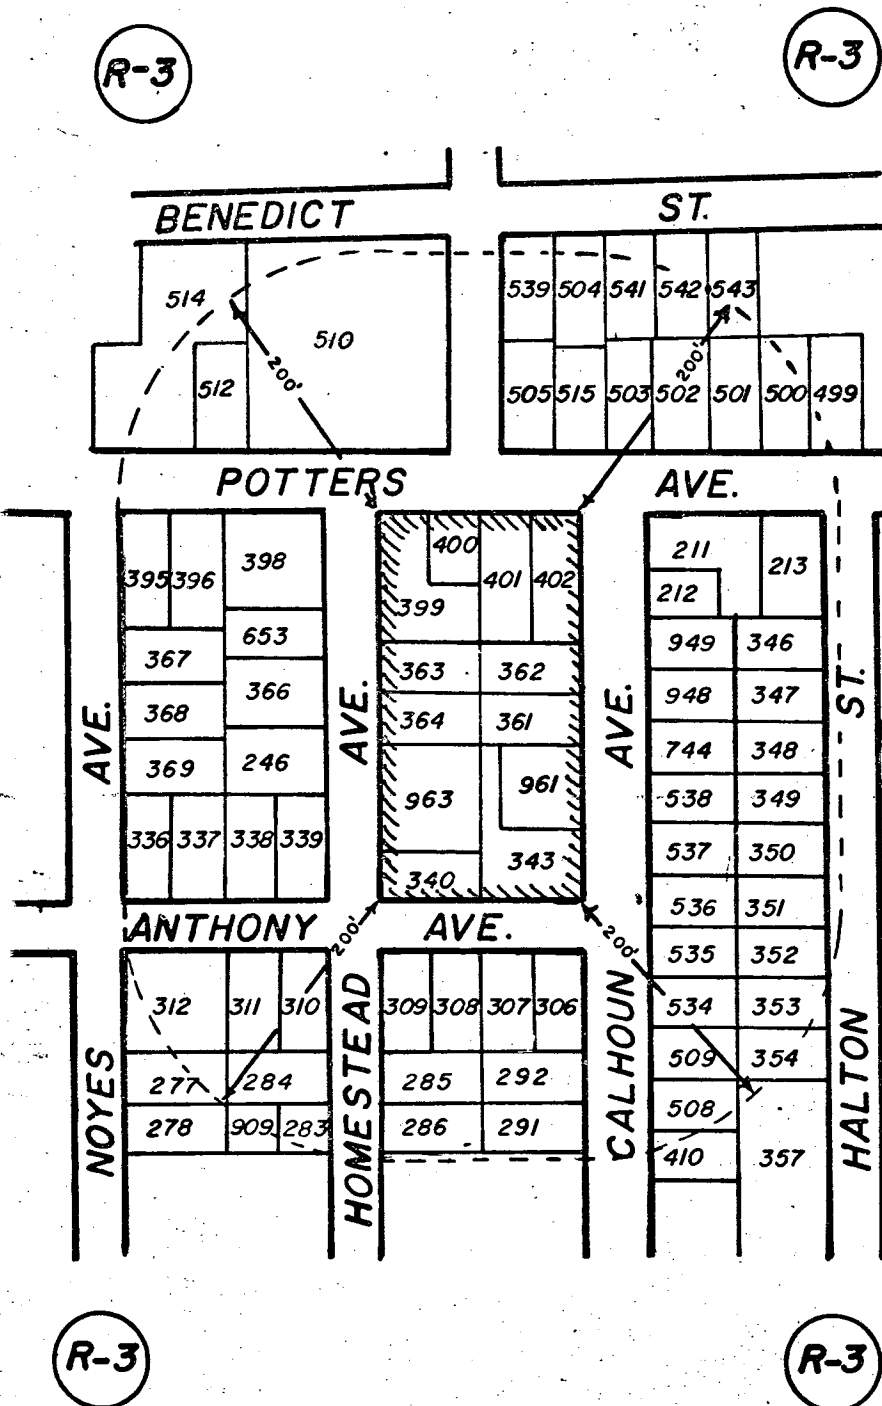 R-3 R-3
BENEDICT ST.
514 510 512 200'
539 504 541 542 543
200'
505 515 503 502 501 500 499
POTTERS AVE.
395 396 398
653
367 366
368
369 246
336 337 338 339
400 401 402
399
363 362
364 361
963 961
340 343
211 213
212
949 346
948 347
744 348
538 349
537 350
536 351
535 352
534 353
509 354
508
410 357
AVE.
AVE.
AVE.
ST.
ANTHONY AVE.
200' 200'
312 311 310
277 284
278 909 283
309 308 307 306
285 292
286 291
NOYES
HOMESTEAD
CALHOUN
HALTON
R-3 R-3